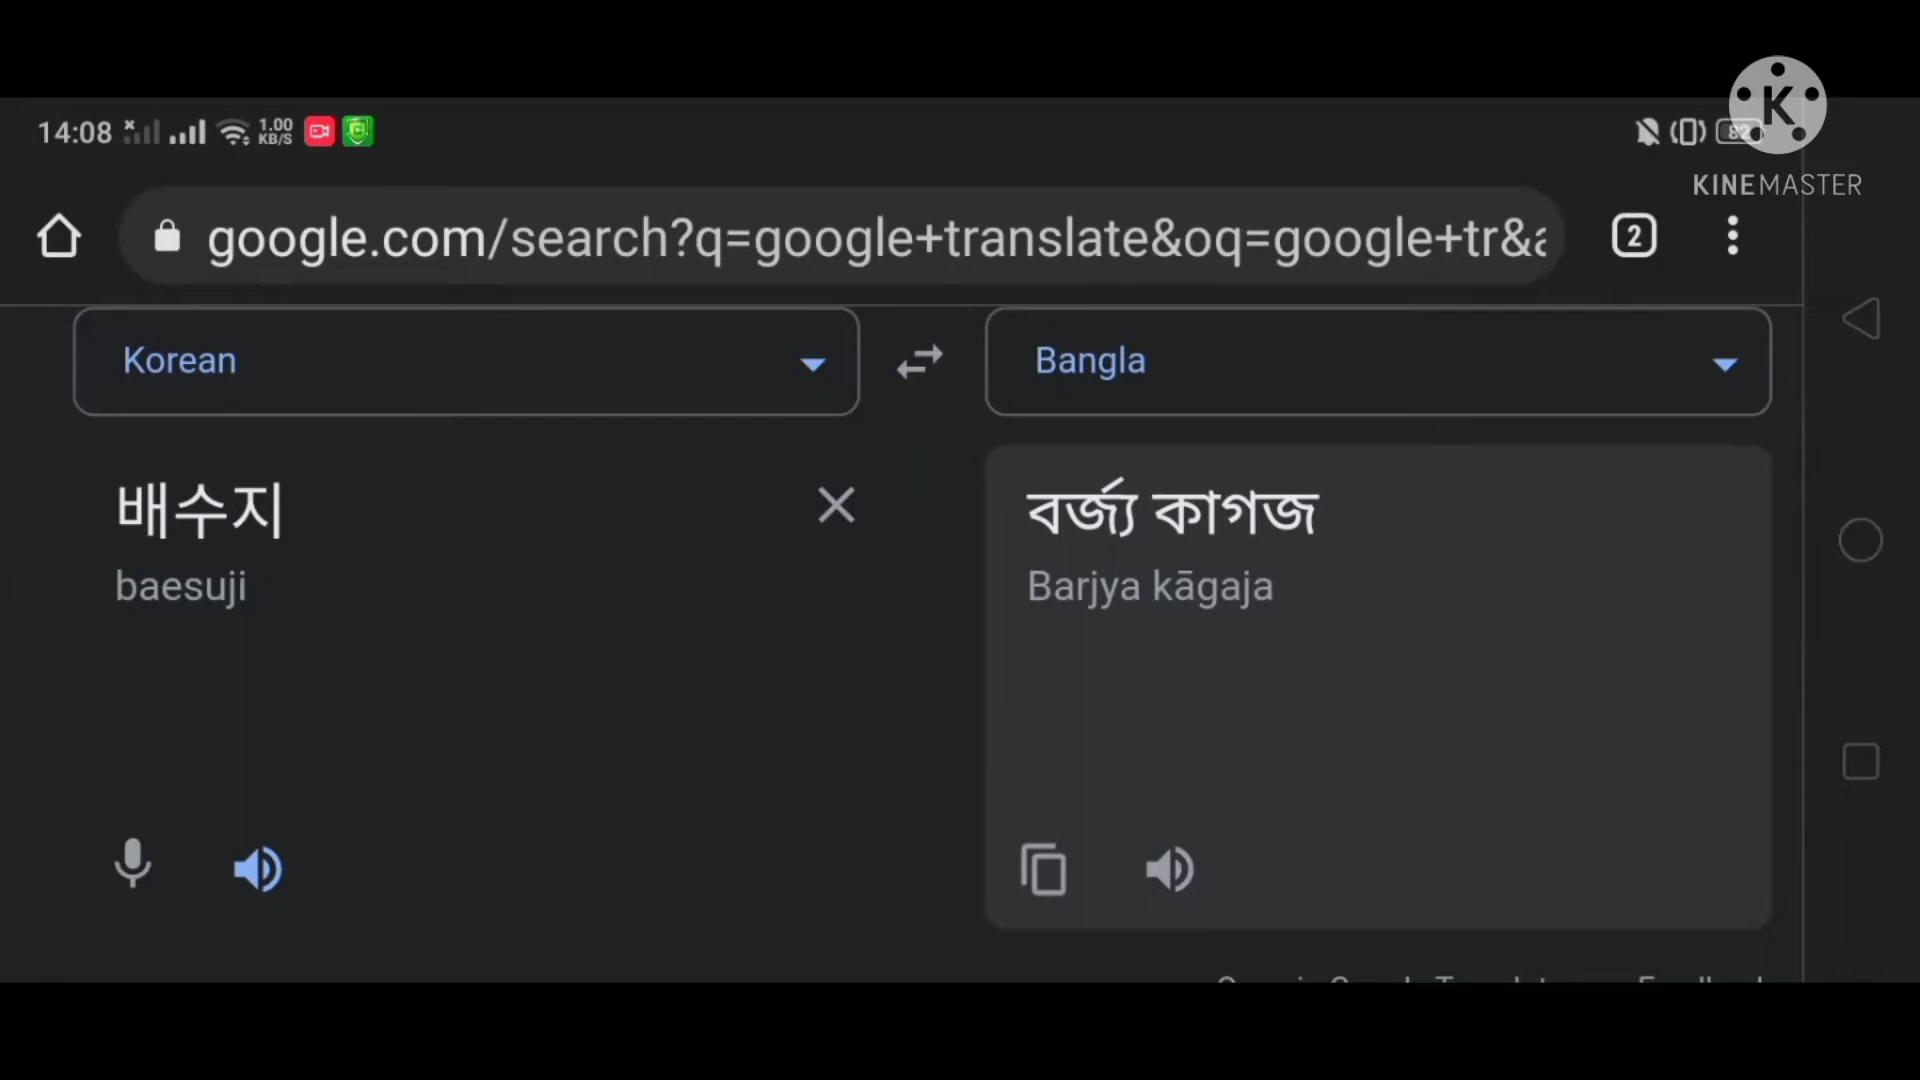 14:08
1.00
KB/S
82
KINEMASTER
google.com/search?q=google+translate&oq=google+tr&a
2
Korean
Bangla
배수지
baesuji
বর্জ্য কাগজ
Barjya kāgaja